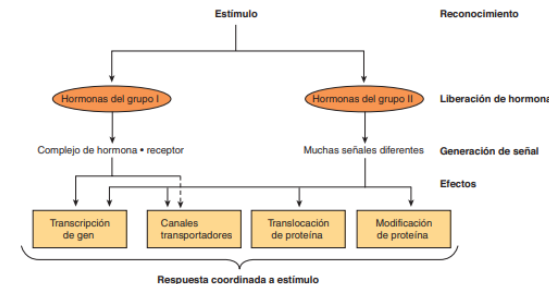 Estímulo
Reconocimiento
Hormonas del grupo I
Hormonas del grupo II
Liberación de hormona
Complejo de hormona • receptor
Muchas señales diferentes
Generación de señal
Efectos
Transcripción
de gen
Canales
transportadores
Translocación
de proteína
Modificación
de proteína
Respuesta coordinada a estímulo